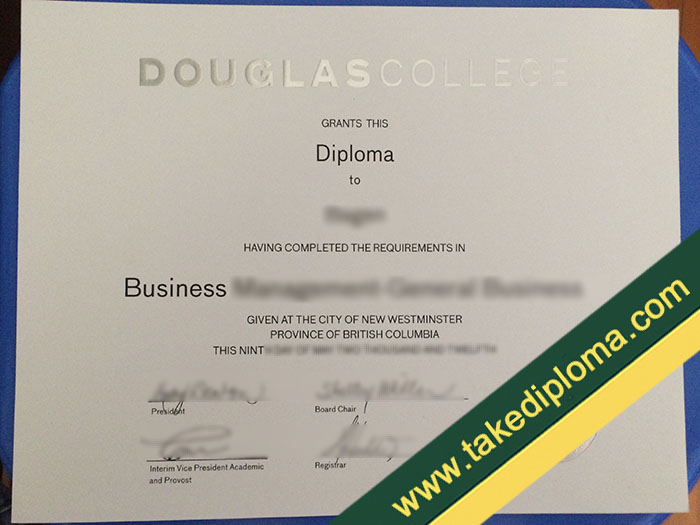 DOUGLASCOLLEGE
GRANTS THIS
Diploma
to
HAVING COMPLETED THE REQUIREMENTS IN
Business
GIVEN AT THE CITY OF NEW WESTMINSTER
PROVINCE OF BRITISH COLUMBIA
THIS NINT
President
Board Chair
Interim Vice President Academic
and Provost
Registrar
www.takediploma.com